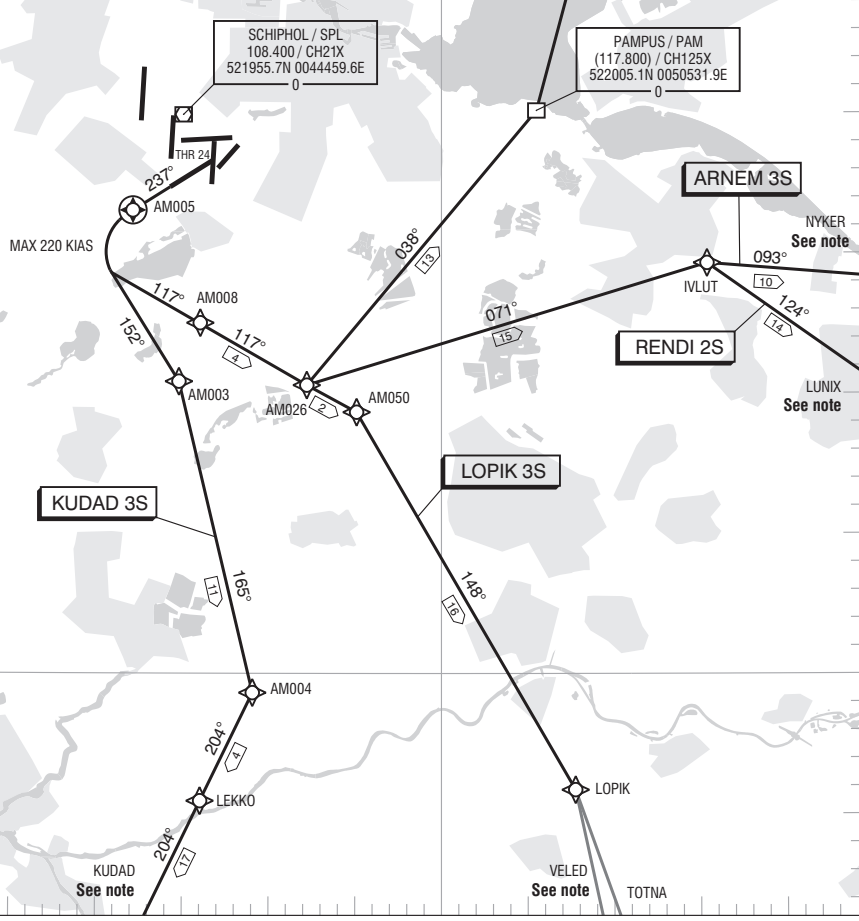 SCHIPHOL / SPL
108.400 / CH21X
521955.7N 0044459.6E
0
PAMPUS / PAM
(117.800) / CH125X
522005.1N 0050531.9E
0
THR 24
237°
AM005
ARNEM 3S
NYKER
See note
MAX 220 KIAS
038°
13
093°
10
IVLUT
117°
AM008
124°
14
152°
117°
4
071°
15
RENDI 2S
AM003
AM026
2
AM050
LUNIX
See note
KUDAD 3S
LOPIK 3S
165°
11
148°
16
AM004
204°
4
LEKKO
LOPIK
204°
17
KUDAD
See note
VELED
See note
TOTNA